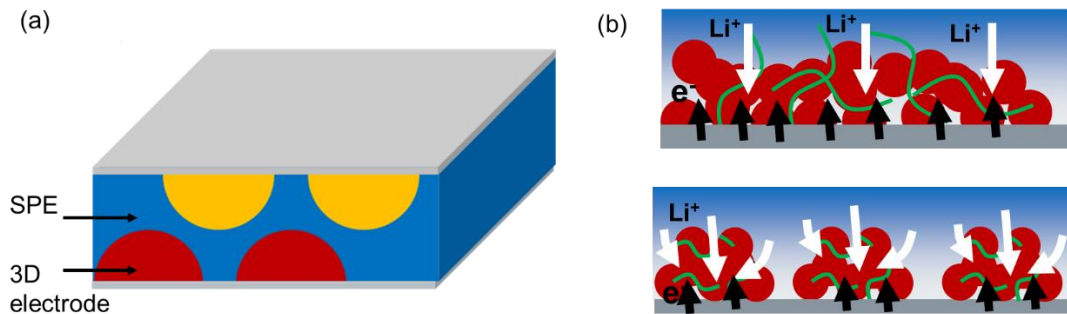 (a)
SPE
3D
electrode
(b)
Li⁺ Li⁺ Li⁺
e⁻
Li⁺
e⁻